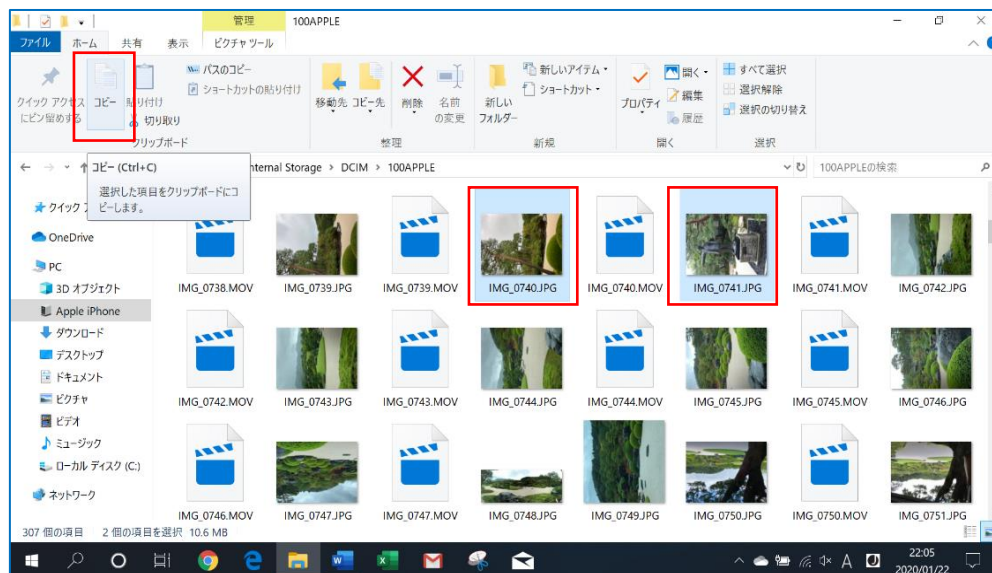 管理 100APPLE
ファイル ホーム 共有 表示 ピクチャ ツール
クイック アクセス
にピン留めする
コピー
貼り付け
パスのコピー
ショートカットの貼り付け
切り取り
クリップボード
移動先 コピー先 削除 名前
の変更
整理
新しい
フォルダー
新しいアイテム
ショートカット
新規
プロパティ
開く
編集
履歴
開く
すべて選択
選択解除
選択の切り替え
選択
コピー (Ctrl+C)
選択した項目をクリップボードにコ
ピーします。
nternal Storage > DCIM > 100APPLE
100APPLEの検索
クイック
OneDrive
PC
3D オブジェクト
Apple iPhone
ダウンロード
デスクトップ
ドキュメント
ピクチャ
ビデオ
ミュージック
ローカル ディスク (C:)
ネットワーク
IMG_0738.MOV IMG_0739.JPG IMG_0739.MOV IMG_0740.JPG IMG_0740.MOV IMG_0741.JPG IMG_0741.MOV IMG_0742.JPG
IMG_0742.MOV IMG_0743.JPG IMG_0743.MOV IMG_0744.JPG IMG_0744.MOV IMG_0745.JPG IMG_0745.MOV IMG_0746.JPG
IMG_0746.MOV IMG_0747.JPG IMG_0747.MOV IMG_0748.JPG IMG_0749.JPG IMG_0750.JPG IMG_0750.MOV IMG_0751.JPG
307 個の項目 2 個の項目を選択 10.6 MB
A
22:05
2020/01/22